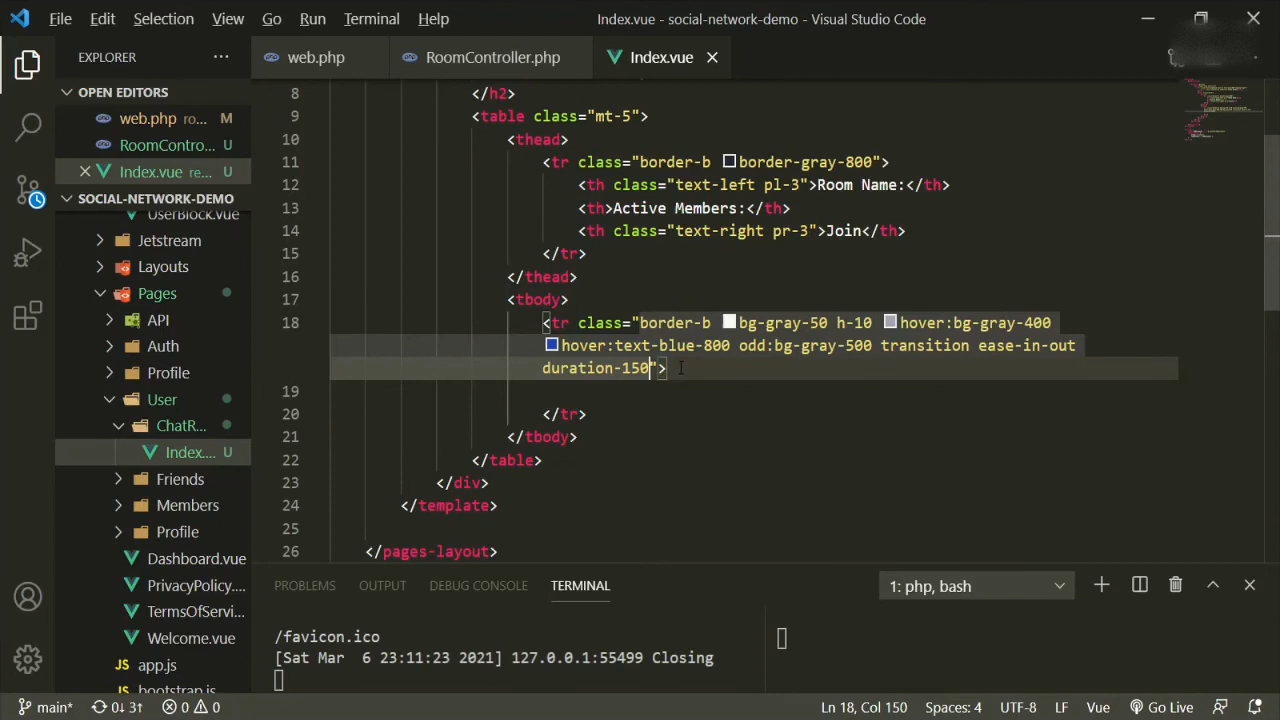 File Edit Selection View Go Run Terminal Help Index.vue - social-network-demo - Visual Studio Code
EXPLORER
web.php RoomController.php Index.vue
OPEN EDITORS
web.php ro... M
RoomContro... U
Index.vue re... U
SOCIAL-NETWORK-DEMO
UserBlock.vue
Jetstream
Layouts
Pages
API
Auth
Profile
User
ChatR...
Index.... U
Friends
Members
Profile
Dashboard.vue
PrivacyPolicy....
TermsOfServi...
Welcome.vue
app.js
bootstrap.js
8 </h2>
9 <table class="mt-5">
10 <thead>
11 <tr class="border-b border-gray-800">
12 <th class="text-left pl-3">Room Name:</th>
13 <th>Active Members:</th>
14 <th class="text-right pr-3">Join</th>
15 </tr>
16 </thead>
17 <tbody>
18 <tr class="border-b bg-gray-50 h-10 hover:bg-gray-400
hover:text-blue-800 odd:bg-gray-500 transition ease-in-out
duration-150">
19
20 </tr>
21 </tbody>
22 </table>
23 </div>
24 </template>
25
26 </pages-layout>
PROBLEMS OUTPUT DEBUG CONSOLE TERMINAL 1: php, bash
/favicon.ico
[Sat Mar  6 23:11:23 2021] 127.0.0.1:55499 Closing
main* 0↓ 3↑ 0 0 Ln 18, Col 150 Spaces: 4 UTF-8 LF Vue Go Live